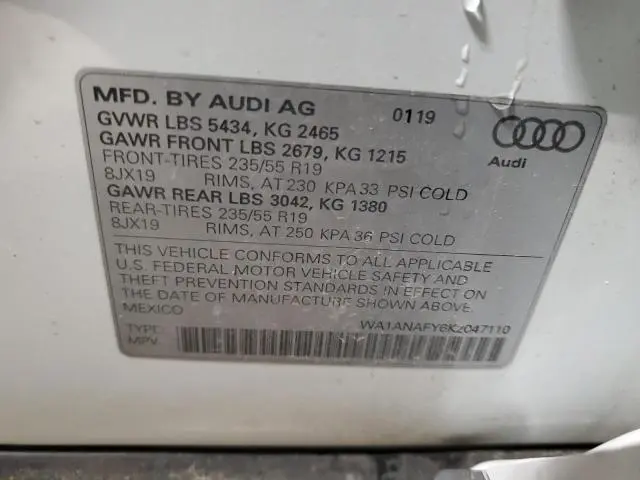 MFD. BY AUDI AG 0119
GVWR LBS 5434, KG 2465
GAWR FRONT LBS 2679, KG 1215
FRONT-TIRES 235/55 R19
8JX19 RIMS, AT 230 KPA 33 PSI COLD
GAWR REAR LBS 3042, KG 1380
REAR-TIRES 235/55 R19
8JX19 RIMS, AT 250 KPA 36 PSI COLD
Audi
THIS VEHICLE CONFORMS TO ALL APPLICABLE
U.S. FEDERAL MOTOR VEHICLE SAFETY AND
THEFT PREVENTION STANDARDS IN EFFECT ON
THE DATE OF MANUFACTURE SHOWN ABOVE.
MEXICO
TYPE: WA1ANAFY6K2047110
MPV